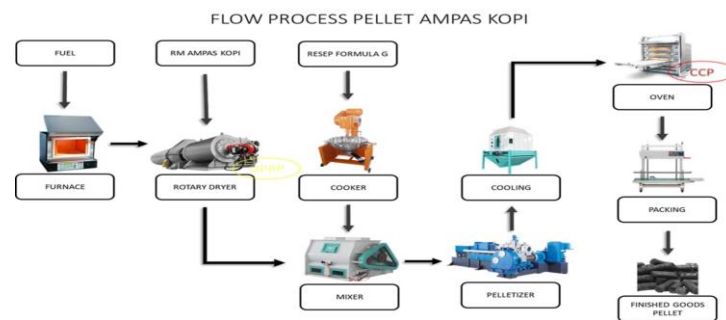 FLOW PROCESS PELLET AMPAS KOPI
FUEL
RM AMPAS KOPI
RESEP FORMULA G
CCP
OVEN
FURNACE
ROTARY DRYER
COOKER
COOLING
PACKING
MIXER
PELLETIZER
FINISHED GOODS
PELLET